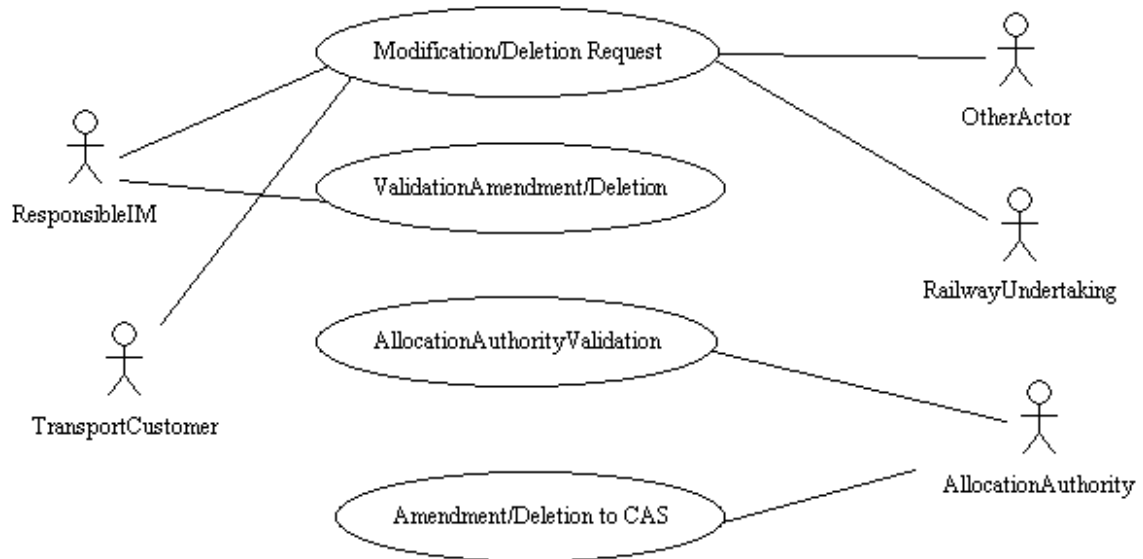 Modification/Deletion Request
OtherActor
ValidationAmendment/Deletion
ResponsibleIM
RailwayUndertaking
AllocationAuthorityValidation
TransportCustomer
AllocationAuthority
Amendment/Deletion to CAS